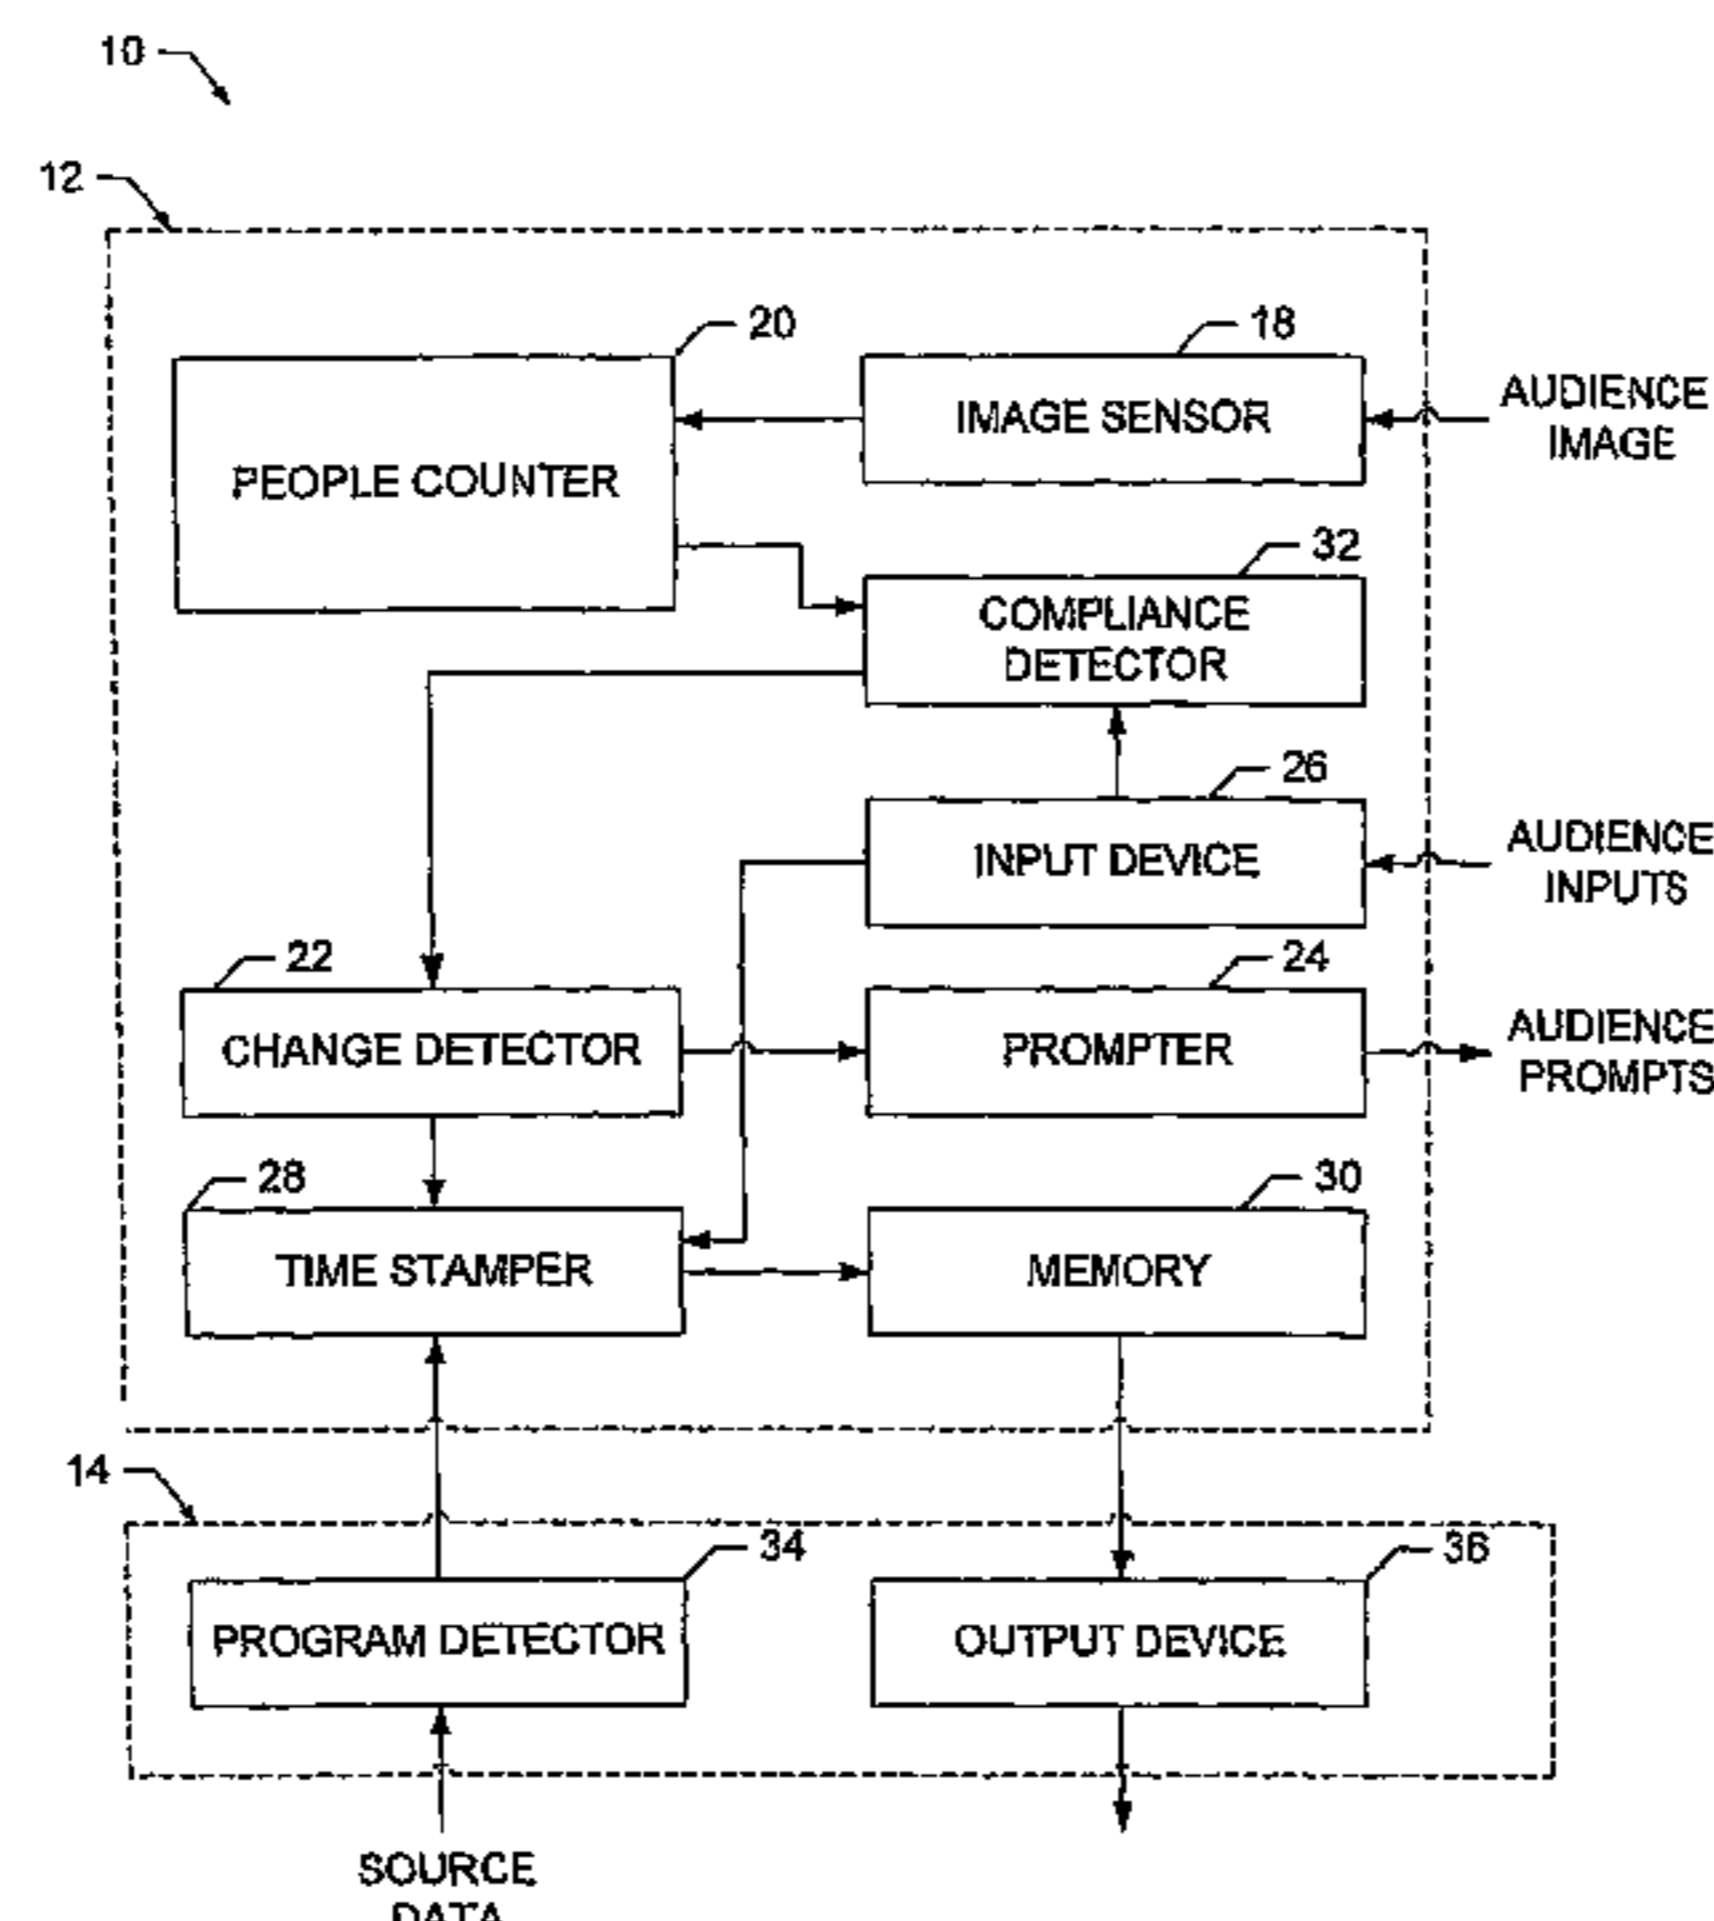 10
12
20
18
PEOPLE COUNTER
IMAGE SENSOR
AUDIENCE
IMAGE
32
COMPLIANCE
DETECTOR
26
INPUT DEVICE
AUDIENCE
INPUTS
22
24
CHANGE DETECTOR
PROMPTER
AUDIENCE
PROMPTS
28
30
TIME STAMPER
MEMORY
14
34
36
PROGRAM DETECTOR
OUTPUT DEVICE
SOURCE
DATA